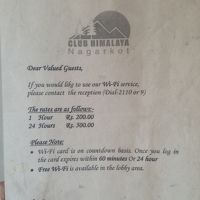 CLUB HIMALAYA
Nagarkot
Dear Valued Guests,
If you would like to use our Wi-Fi service,
please contact the reception (Dial-2110 or 9)
The rates are as follows:-
1 Hour Rs. 200.00
24 Hours Rs. 500.00
Please Note:
• Wi-Fi card is on countdown basis. Once you log in
the card expires within 60 minutes Or 24 hour
• Free Wi-Fi is available in the lobby area.